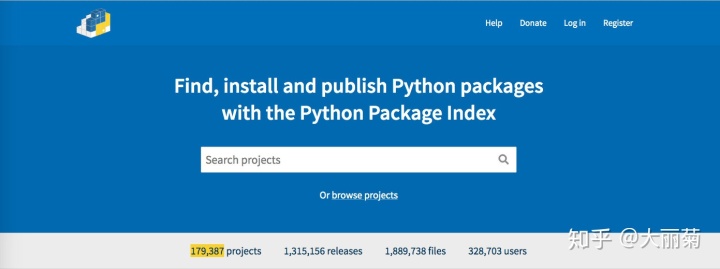 Help Donate Log in Register
Find, install and publish Python packages
with the Python Package Index
Search projects
Or browse projects
179,387 projects 1,315,156 releases 1,889,738 files 328,703 users
知乎 @大丽菊